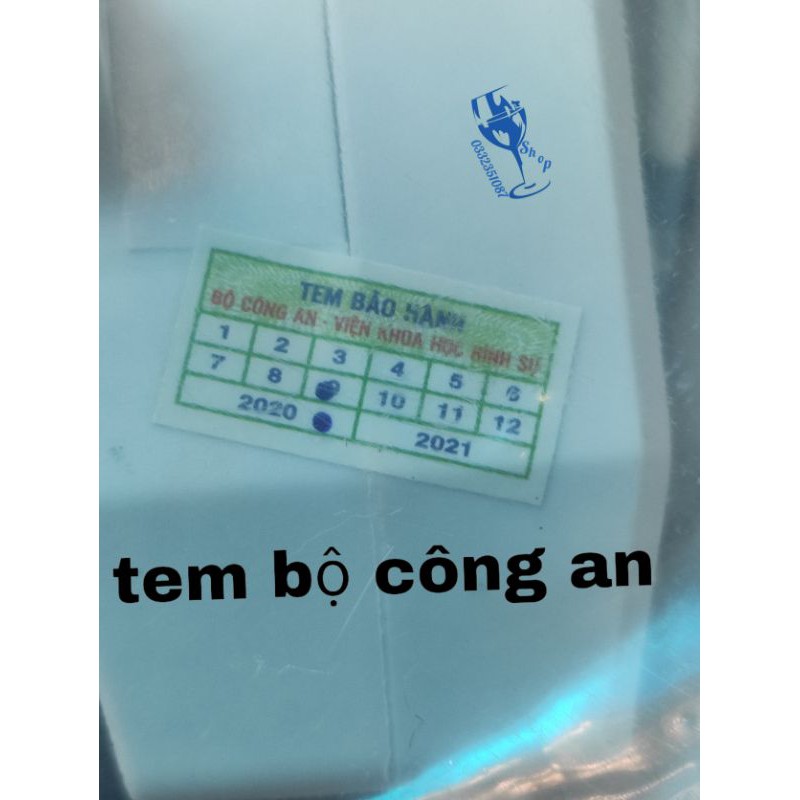 Shop
0332351087
TEM BẢO HÀNH
BỘ CÔNG AN - VIỆN KHOA HỌC HÌNH SỰ
1 2 3 4 5 6
7 8 9 10 11 12
2020 2021
tem bộ công an